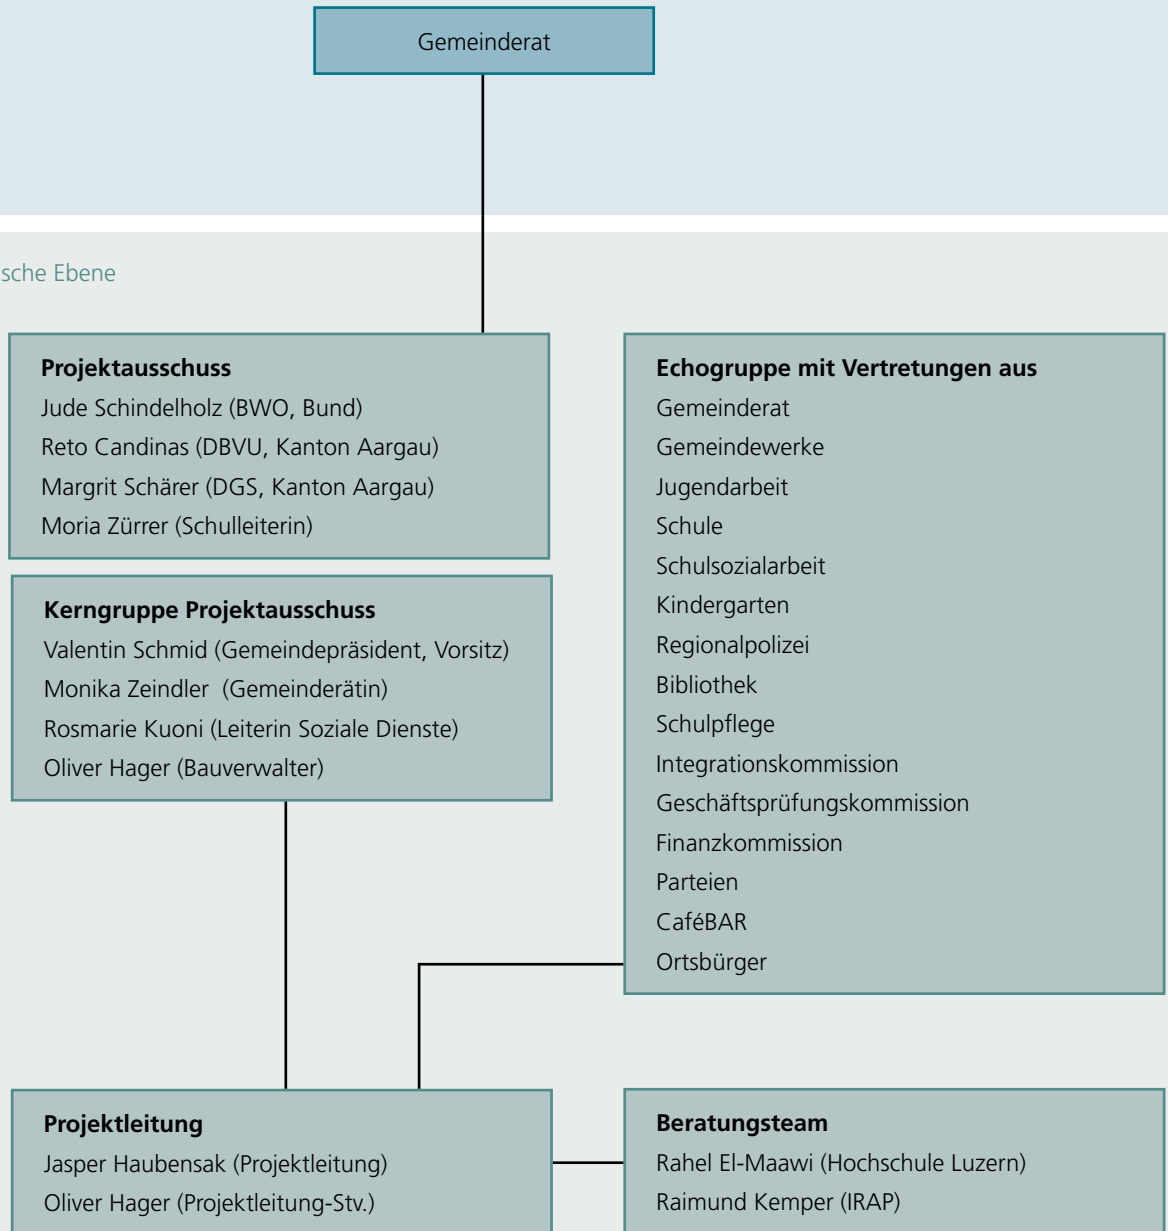 Gemeinderat
sche Ebene
Projektausschuss
Jude Schindelholz (BWO, Bund)
Reto Candinas (DBVU, Kanton Aargau)
Margrit Schärer (DGS, Kanton Aargau)
Moria Zürrer (Schulleiterin)
Kerngruppe Projektausschuss
Valentin Schmid (Gemeindepräsident, Vorsitz)
Monika Zeindler (Gemeinderätin)
Rosmarie Kuoni (Leiterin Soziale Dienste)
Oliver Hager (Bauverwalter)
Echogruppe mit Vertretungen aus
Gemeinderat
Gemeindewerke
Jugendarbeit
Schule
Schulsozialarbeit
Kindergarten
Regionalpolizei
Bibliothek
Schulpflege
Integrationskommission
Geschäftsprüfungskommission
Finanzkommission
Parteien
CaféBAR
Ortsbürger
Projektleitung
Jasper Haubensak (Projektleitung)
Oliver Hager (Projektleitung-Stv.)
Beratungsteam
Rahel El-Maawi (Hochschule Luzern)
Raimund Kemper (IRAP)